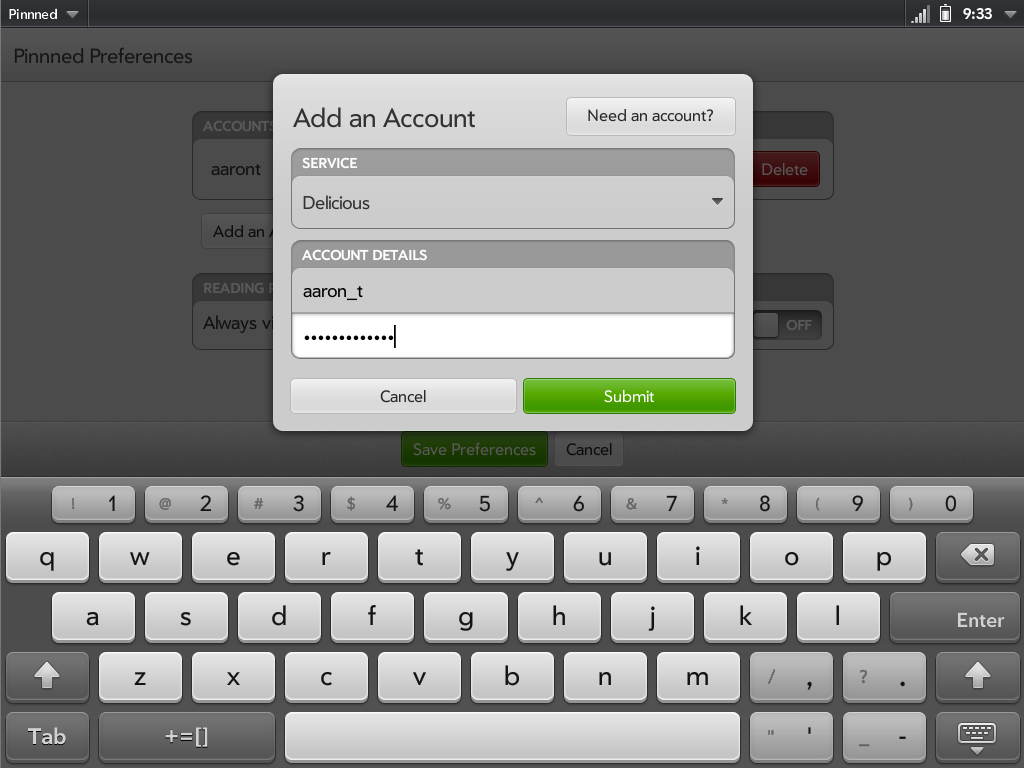 Pinnned 9:33
Pinnned Preferences
Add an Account Need an account?
ACCOUNTS
SERVICE
aaront Delete
Delicious
Add an
ACCOUNT DETAILS
READING
aaron_t
Always OFF
•••••••••••••
Cancel Submit
Save Preferences Cancel
! 1 @ 2 # 3 $ 4 % 5 ^ 6 & 7 * 8 ( 9 ) 0
q w e r t y u i o p
a s d f g h j k l Enter
z x c v b n m / , ? .
Tab +=[] " ' _ -